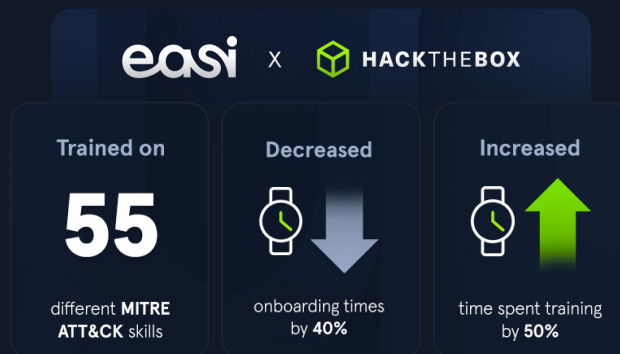 easi X HACKTHEBOX
Trained on
55
different MITRE
ATT&CK skills
Decreased
onboarding times
by 40%
Increased
time spent training
by 50%